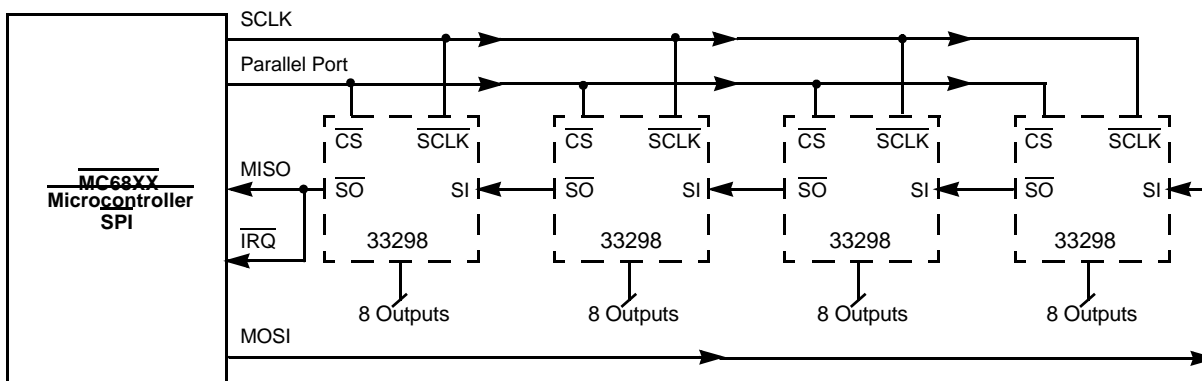 SCLK
Parallel Port
CS SCLK CS SCLK CS SCLK CS SCLK
MISO
SO SI SO SI SO SI SO SI
MC68XX
Microcontroller
SPI
IRQ
33298 33298 33298 33298
8 Outputs 8 Outputs 8 Outputs 8 Outputs
MOSI